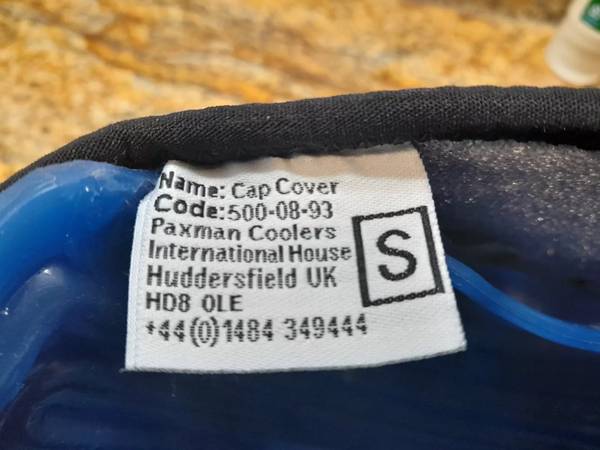 Name: Cap Cover
Code: 500-08-93
Paxman Coolers
International House
Huddersfield UK
HD8 0LE
+44(0)1484 349444
S